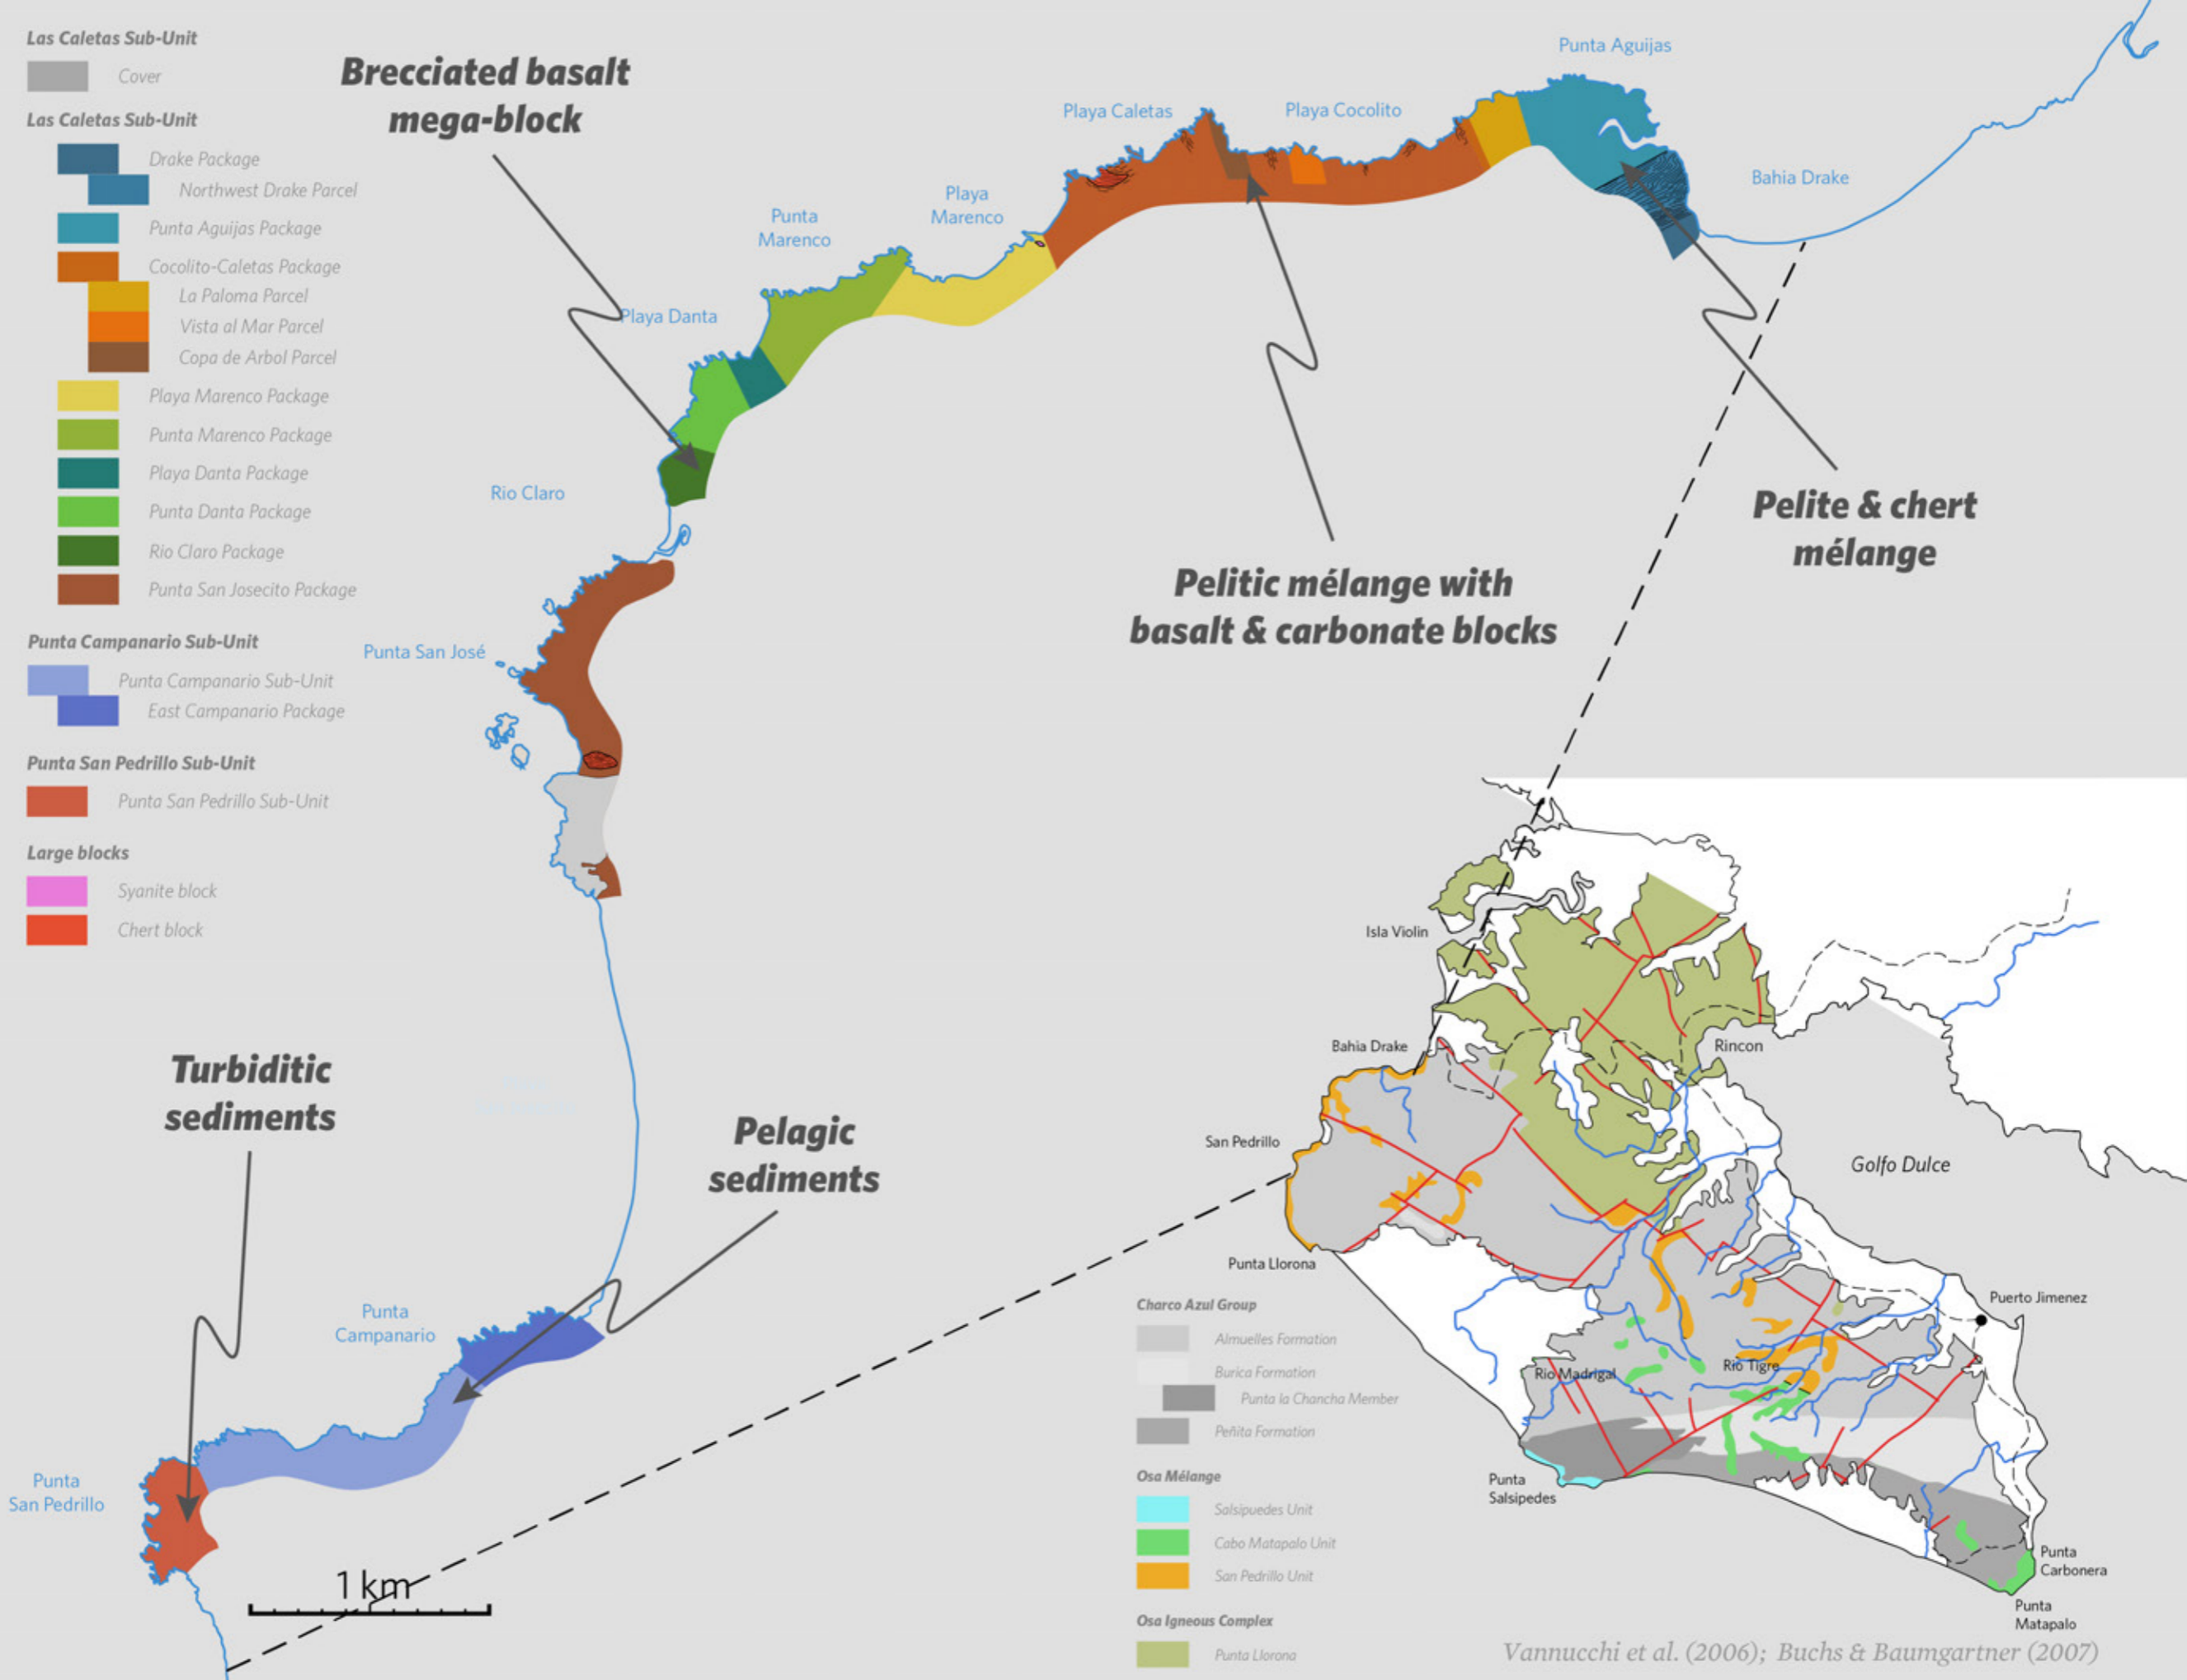 Las Caletas Sub-Unit
Cover
Las Caletas Sub-Unit
Drake Package
Northwest Drake Parcel
Punta Aguijas Package
Cocolito-Caletas Package
La Paloma Parcel
Vista al Mar Parcel
Copa de Arbol Parcel
Playa Marenco Package
Punta Marenco Package
Playa Danta Package
Punta Danta Package
Rio Claro Package
Punta San Josecito Package
Punta Campanario Sub-Unit
Punta Campanario Sub-Unit
East Campanario Package
Punta San Pedrillo Sub-Unit
Punta San Pedrillo Sub-Unit
Large blocks
Syanite block
Chert block
Brecciated basalt
mega-block
Punta Aguijas
Playa Caletas
Playa Cocolito
Bahia Drake
Playa
Marenco
Punta
Marenco
Playa Danta
Rio Claro
Punta San José
Pelitic mélange with
basalt & carbonate blocks
Pelite & chert
mélange
Turbiditic
sediments
Pelagic
sediments
Punta
Campanario
Punta
San Pedrillo
1 km
Isla Violin
Bahia Drake
Rincon
San Pedrillo
Golfo Dulce
Punta Llorona
Puerto Jimenez
Rio Madrigal
Rio Tigre
Punta
Salsipedes
Punta
Carbonera
Punta
Matapalo
Charco Azul Group
Almuelles Formation
Burica Formation
Punta la Chancha Member
Peñita Formation
Osa Mélange
Salsipuedes Unit
Cabo Matapalo Unit
San Pedrillo Unit
Osa Igneous Complex
Punta Llorona
Vannucchi et al. (2006); Buchs & Baumgartner (2007)